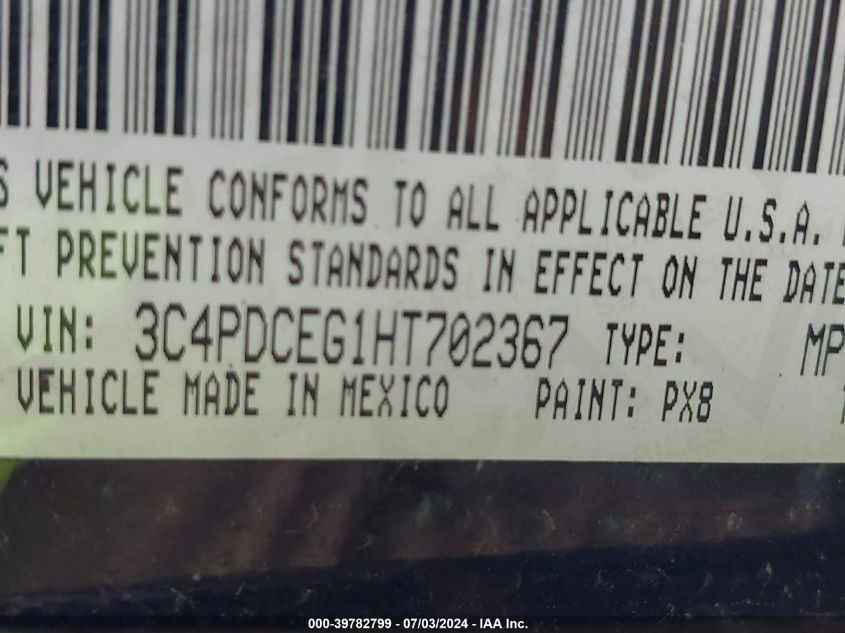 VEHICLE CONFORMS TO ALL APPLICABLE U.S.A.
PREVENTION STANDARDS IN EFFECT ON THE DATE
VIN: 3C4PDCEG1HT702367 TYPE: MP
VEHICLE MADE IN MEXICO PAINT: PX8
000-39782799 - 07/03/2024 - IAA Inc.